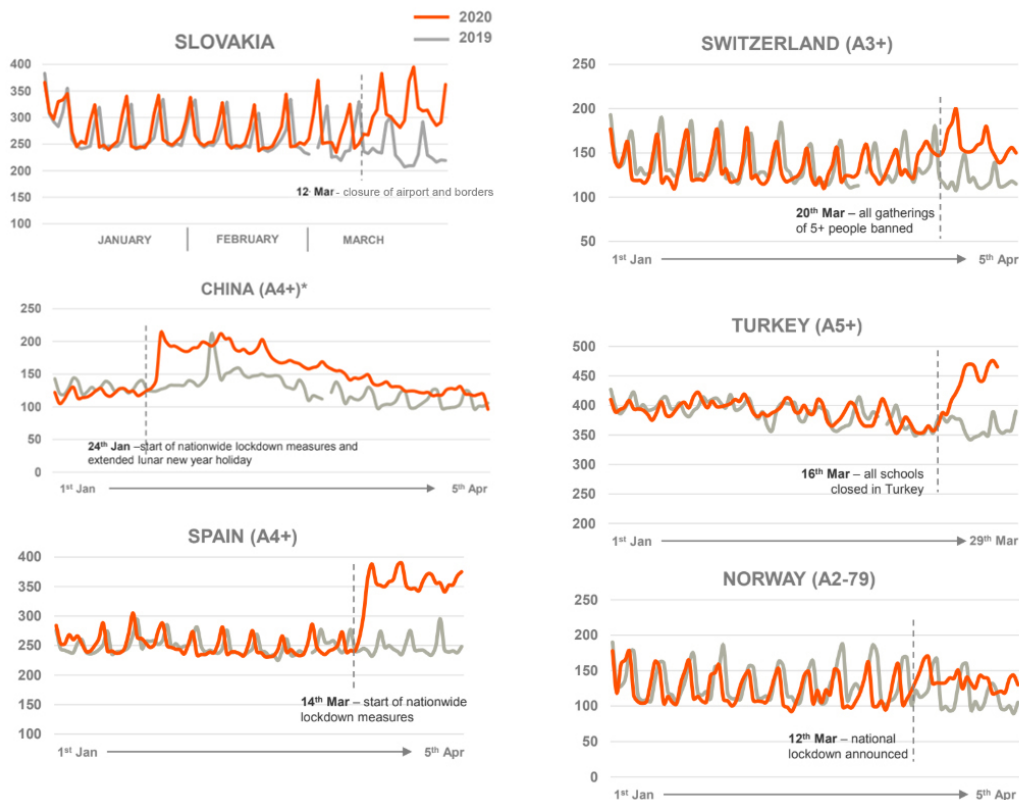 2020
2019
SLOVAKIA
400
350
300
250
200
150
100
12 Mar - closure of airport and borders
JANUARY
FEBRUARY
MARCH
SWITZERLAND (A3+)
250
200
150
100
50
20th Mar – all gatherings
of 5+ people banned
1st Jan
5th Apr
CHINA (A4+)*
250
200
150
100
50
0
24th Jan –start of nationwide lockdown measures and
extended lunar new year holiday
1st Jan
5th Apr
TURKEY (A5+)
500
450
400
350
300
250
200
16th Mar – all schools
closed in Turkey
1st Jan
29th Mar
SPAIN (A4+)
400
350
300
250
200
150
100
14th Mar – start of nationwide
lockdown measures
1st Jan
5th Apr
NORWAY (A2-79)
250
200
150
100
50
0
12th Mar – national
lockdown announced
1st Jan
5th Apr